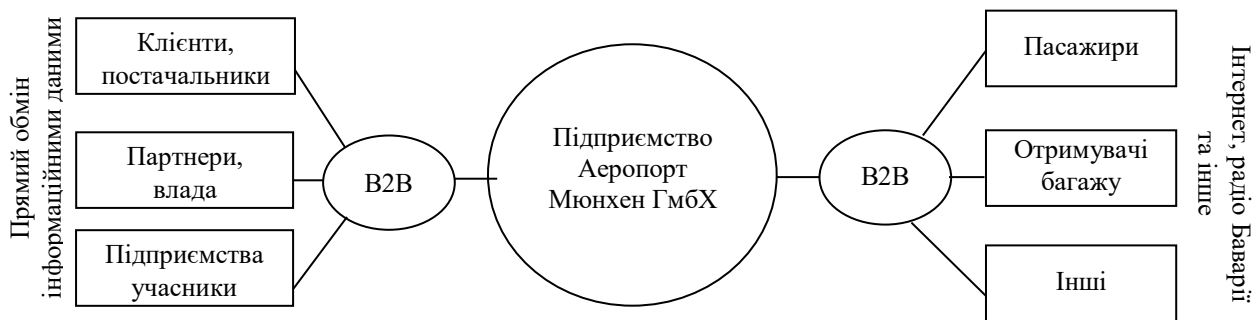 Прямий обмін
інформаційними даними
Клієнти,
постачальники
Партнери,
влада
Підприємства
учасники
B2B
Підприємство
Аеропорт
Мюнхен ГмбХ
B2B
Пасажири
Отримувачі
багажу
Інші
Інтернет, радіо Баварії
та інше